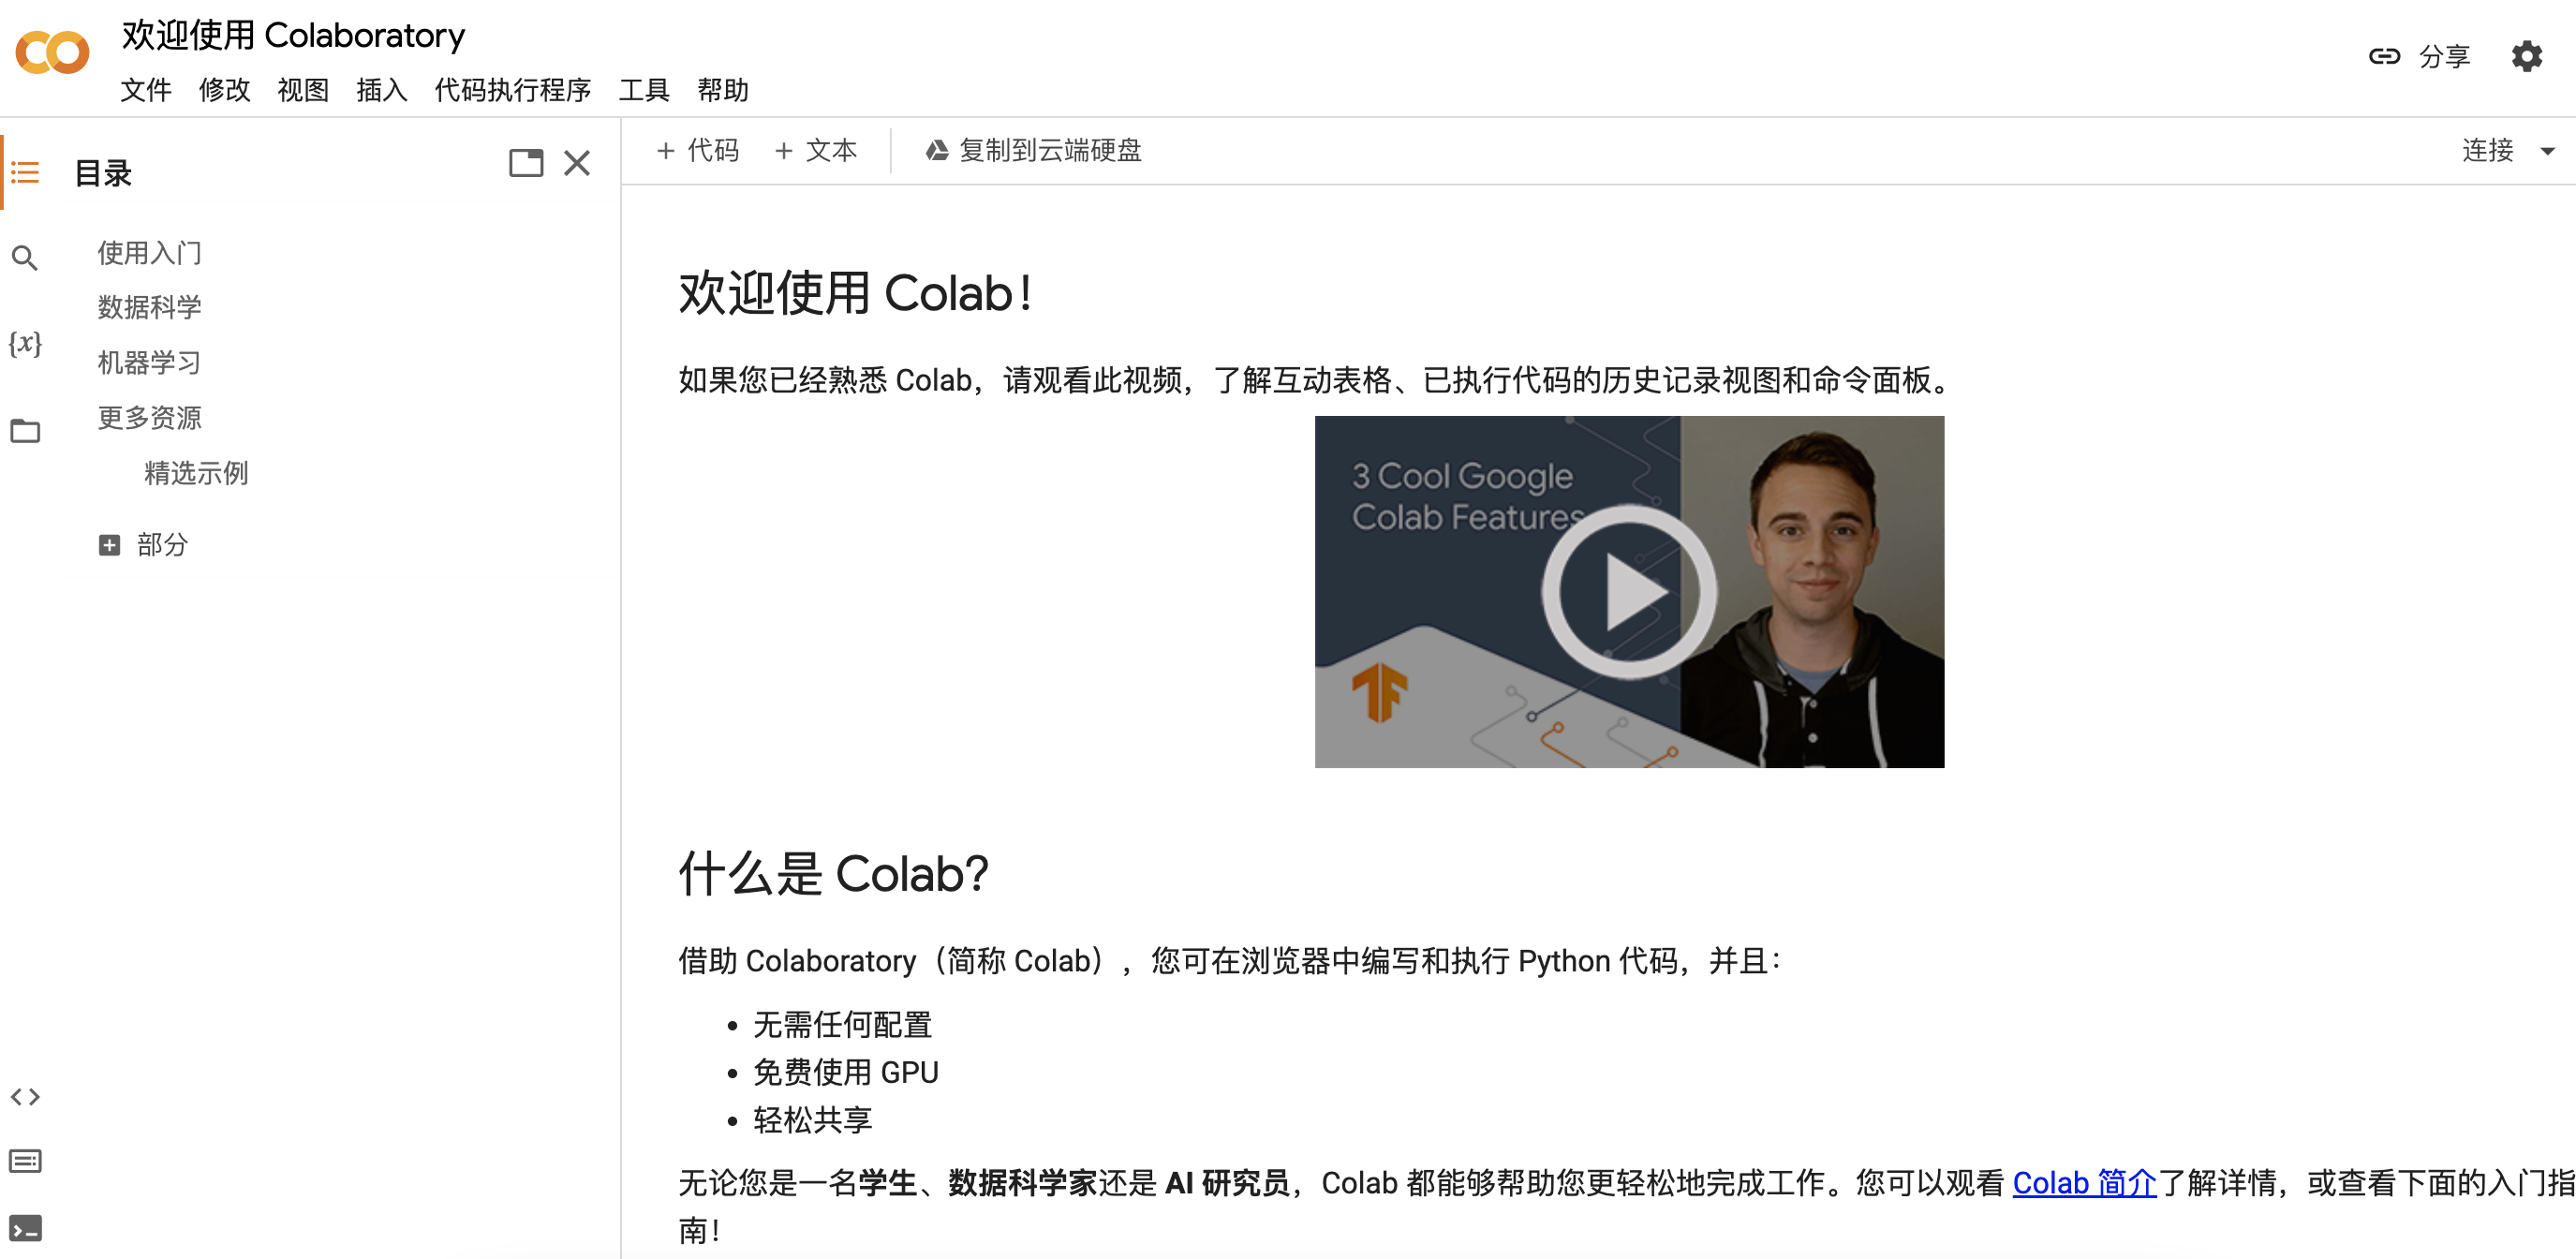 欢迎使用 Colaboratory
文件 修改 视图 插入 代码执行程序 工具 帮助
分享
目录
使用入门
数据科学
{x}
机器学习
更多资源
精选示例
部分
+ 代码 + 文本 复制到云端硬盘
连接
欢迎使用 Colab！
如果您已经熟悉 Colab，请观看此视频，了解互动表格、已执行代码的历史记录视图和命令面板。
3 Cool Google
Colab Features
什么是 Colab？
借助 Colaboratory（简称 Colab），您可在浏览器中编写和执行 Python 代码，并且：
• 无需任何配置
• 免费使用 GPU
• 轻松共享
无论您是一名学生、数据科学家还是 AI 研究员，Colab 都能够帮助您更轻松地完成工作。您可以观看 Colab 简介了解详情，或查看下面的入门指
南！